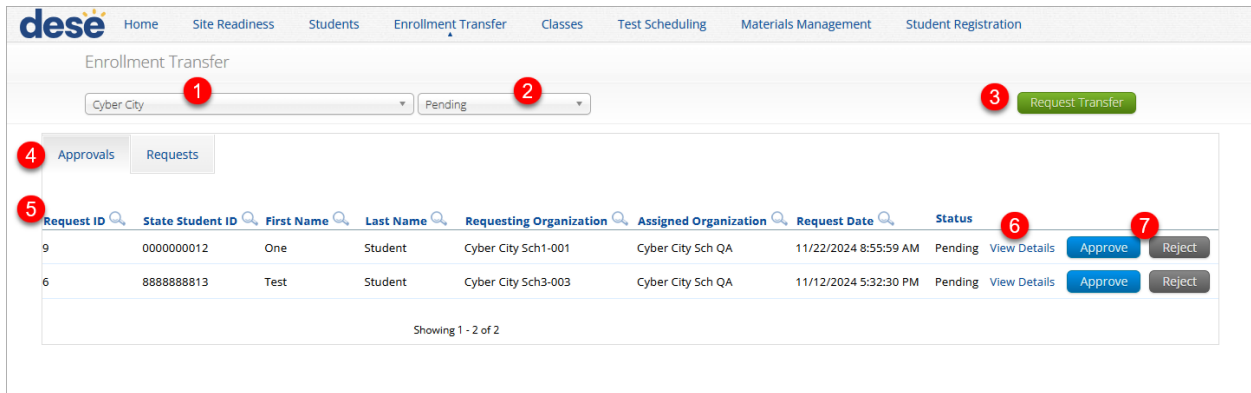 dese Home Site Readiness Students Enrollment Transfer Classes Test Scheduling Materials Management Student Registration
Enrollment Transfer
1 2 3
Cyber City Pending Request Transfer
4 Approvals Requests
5 Request ID State Student ID First Name Last Name Requesting Organization Assigned Organization Request Date Status 6 7
9 0000000012 One Student Cyber City Sch1-001 Cyber City Sch QA 11/22/2024 8:55:59 AM Pending View Details Approve Reject
6 8888888813 Test Student Cyber City Sch3-003 Cyber City Sch QA 11/12/2024 5:32:30 PM Pending View Details Approve Reject
Showing 1 - 2 of 2